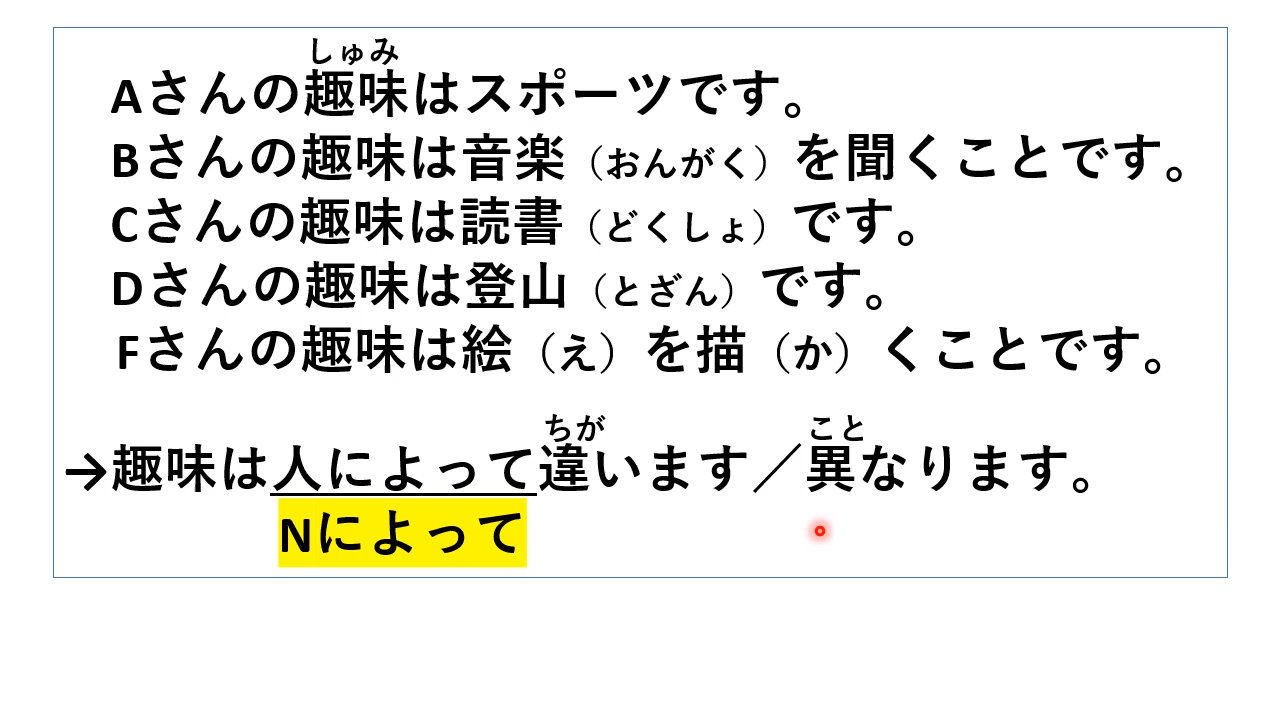 しゅみ
Aさんの趣味はスポーツです。
Bさんの趣味は音楽（おんがく）を聞くことです。
Cさんの趣味は読書（どくしょ）です。
Dさんの趣味は登山（とざん）です。
Fさんの趣味は絵（え）を描（か）くことです。
ちが こと
→趣味は人によって違います／異なります。
Nによって